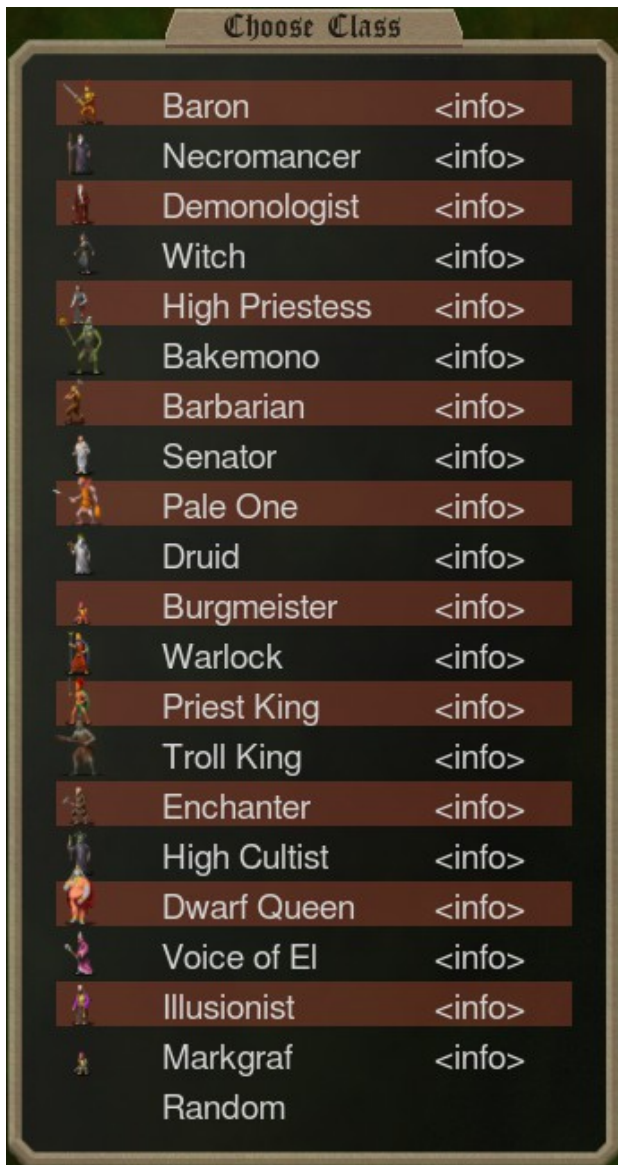 Choose Class
Baron <info>
Necromancer <info>
Demonologist <info>
Witch <info>
High Priestess <info>
Bakemono <info>
Barbarian <info>
Senator <info>
Pale One <info>
Druid <info>
Burgmeister <info>
Warlock <info>
Priest King <info>
Troll King <info>
Enchanter <info>
High Cultist <info>
Dwarf Queen <info>
Voice of El <info>
Illusionist <info>
Markgraf <info>
Random